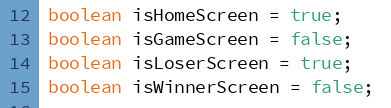 12 boolean isHomeScreen = true;
13 boolean isGameScreen = false;
14 boolean isLoserScreen = true;
15 boolean isWinnerScreen = false;